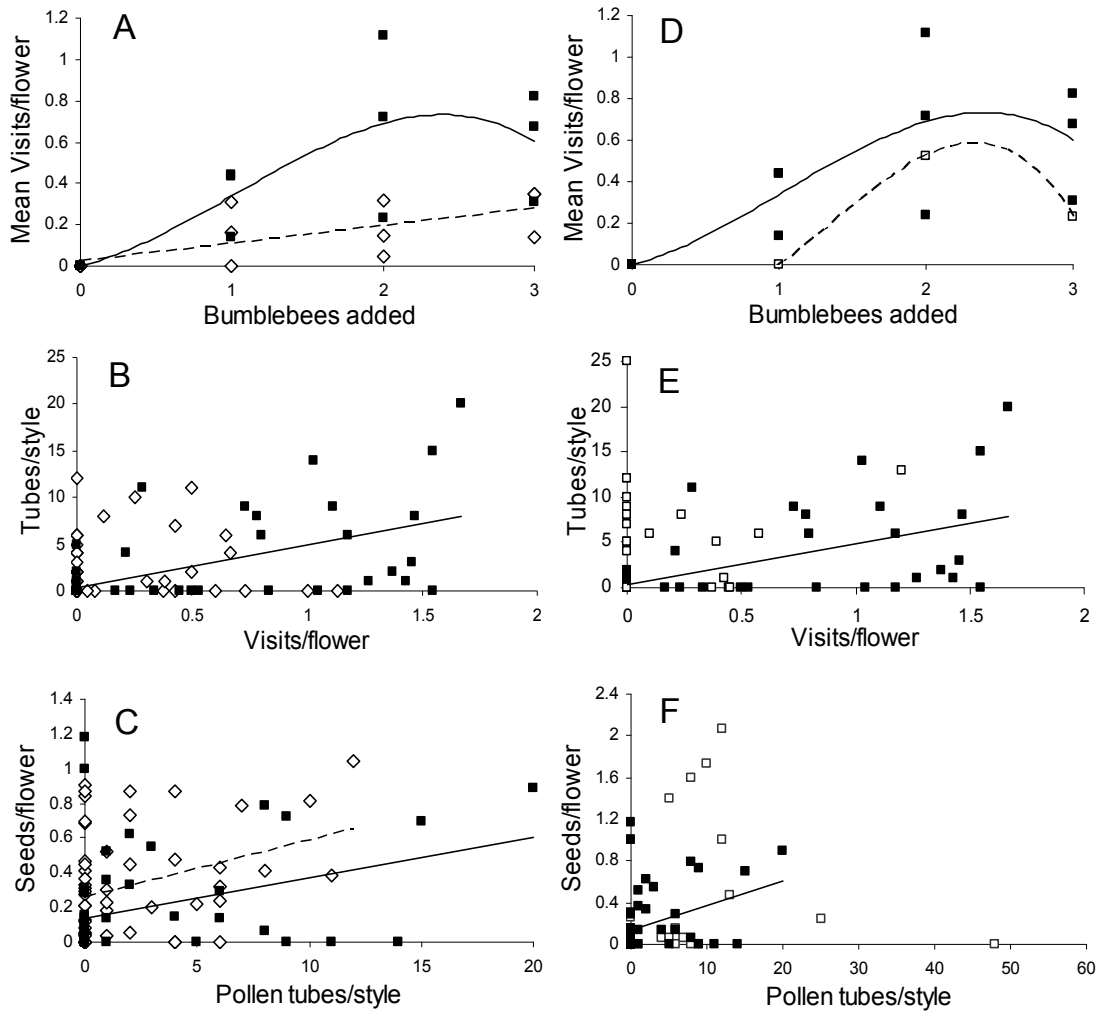 A
Mean Visits/flower
1.2
1
0.8
0.6
0.4
0.2
0
0 1 2 3
Bumblebees added
D
Mean Visits/flower
1.2
1
0.8
0.6
0.4
0.2
0
0 1 2 3
Bumblebees added
B
Tubes/style
25
20
15
10
5
0
0 0.5 1 1.5 2
Visits/flower
E
Tubes/style
25
20
15
10
5
0
0 0.5 1 1.5 2
Visits/flower
C
Seeds/flower
1.4
1.2
1
0.8
0.6
0.4
0.2
0
0 5 10 15 20
Pollen tubes/style
F
Seeds/flower
2.4
2
1.6
1.2
0.8
0.4
0
0 10 20 30 40 50 60
Pollen tubes/style